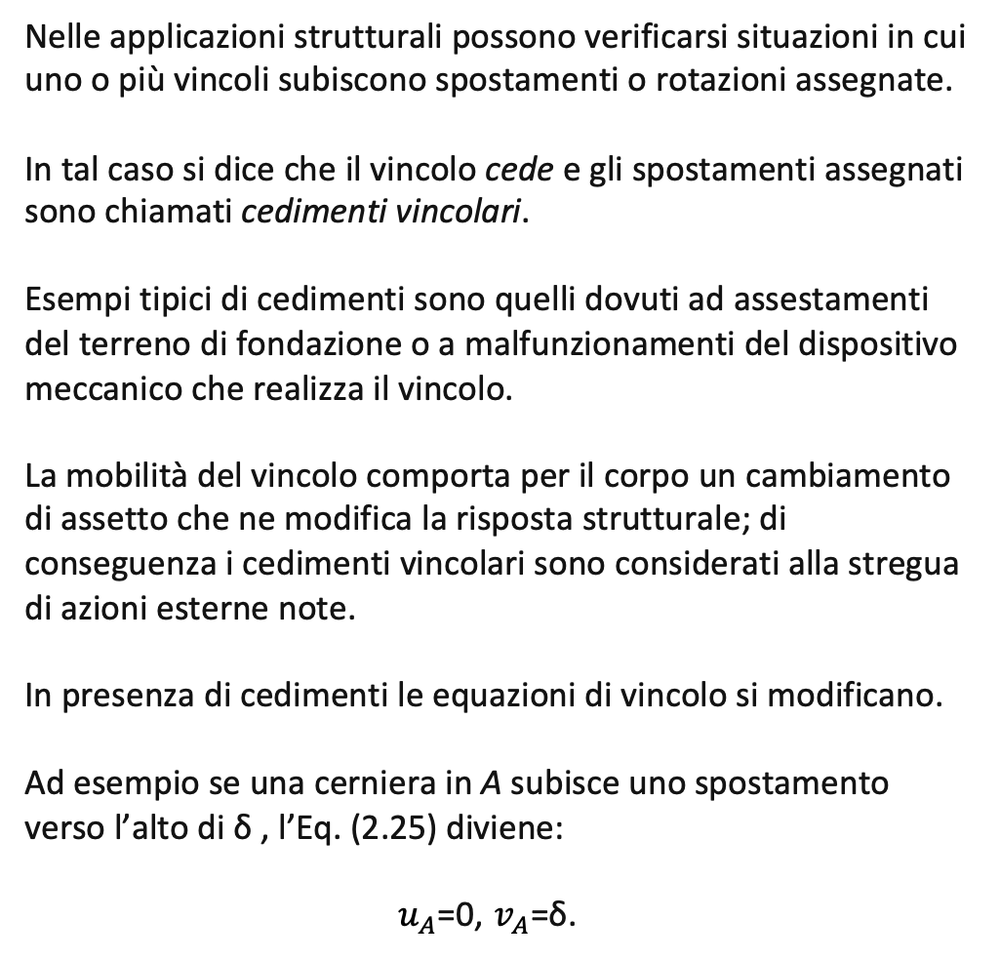 Nelle applicazioni strutturali possono verificarsi situazioni in cui
uno o più vincoli subiscono spostamenti o rotazioni assegnate.
In tal caso si dice che il vincolo cede e gli spostamenti assegnati
sono chiamati cedimenti vincolari.
Esempi tipici di cedimenti sono quelli dovuti ad assestamenti
del terreno di fondazione o a malfunzionamenti del dispositivo
meccanico che realizza il vincolo.
La mobilità del vincolo comporta per il corpo un cambiamento
di assetto che ne modifica la risposta strutturale; di
conseguenza i cedimenti vincolari sono considerati alla stregua
di azioni esterne note.
In presenza di cedimenti le equazioni di vincolo si modificano.
Ad esempio se una cerniera in A subisce uno spostamento
verso l’alto di δ , l’Eq. (2.25) diviene:
𝑢𝐴=0, 𝑣𝐴=δ.